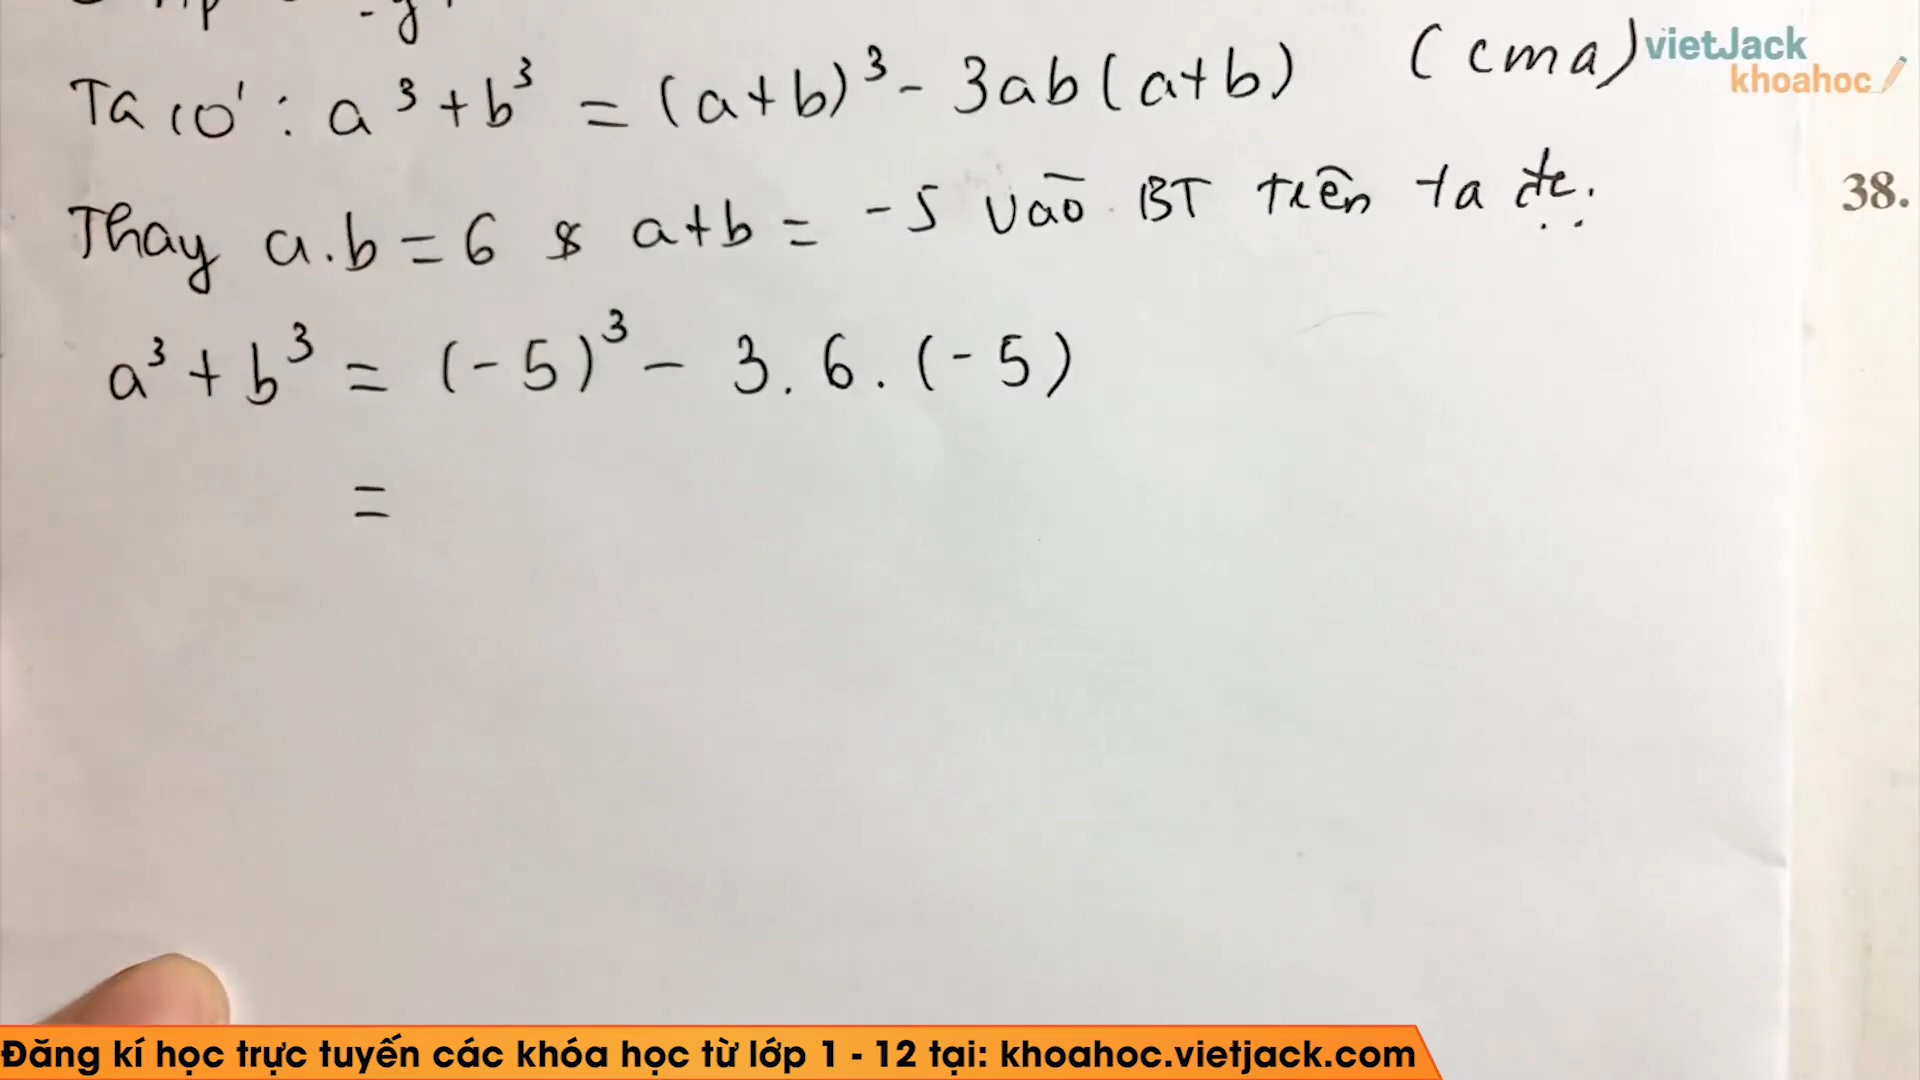 Ta có: a³ + b³ = (a+b)³ - 3ab(a+b) (cma)
vietJack
khoahoc
Thay a.b = 6 & a+b = -5 vào BT trên ta đc.
38.
a³ + b³ = (-5)³ - 3.6.(-5)
=
Đăng kí học trực tuyến các khóa học từ lớp 1 - 12 tại: khoahoc.vietjack.com